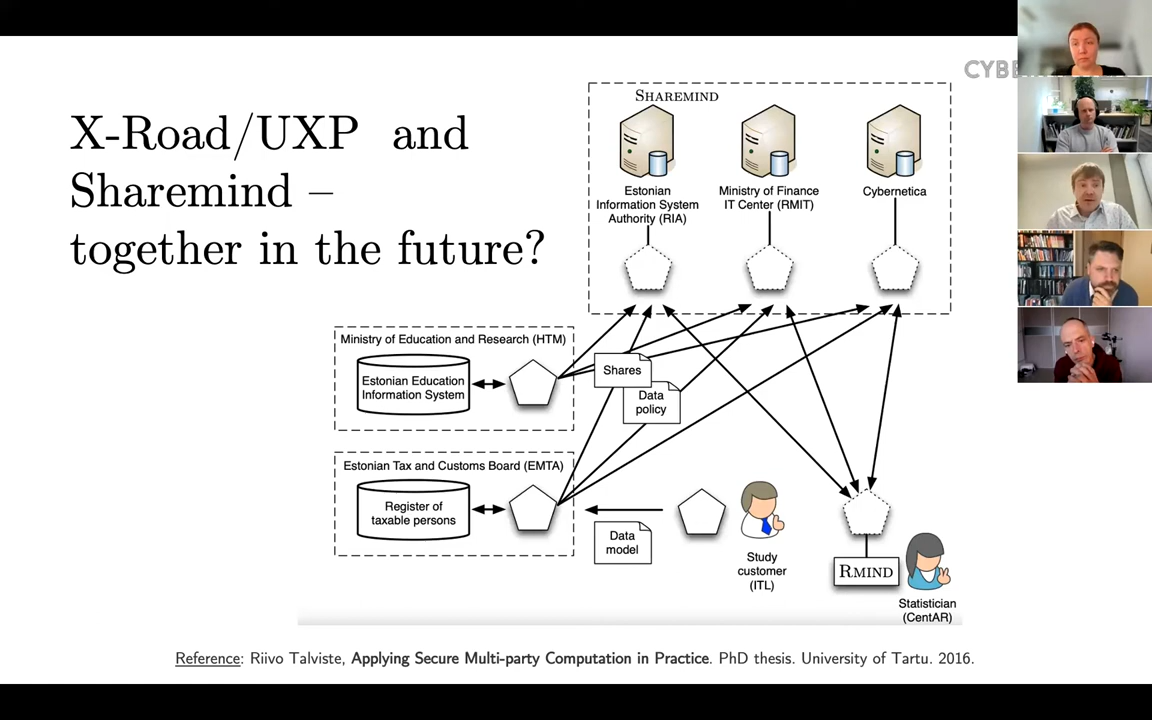 CYBE
X-Road/UXP and
Sharemind –
together in the future?
SHAREMIND
Estonian
Information System
Authority (RIA)
Ministry of Finance
IT Center (RMIT)
Cybernetica
Ministry of Education and Research (HTM)
Estonian Education
Information System
Shares
Data
policy
Estonian Tax and Customs Board (EMTA)
Register of
taxable persons
Data
model
Study
customer
(ITL)
RMIND
Statistician
(CentAR)
Reference: Riivo Talviste, Applying Secure Multi-party Computation in Practice. PhD thesis. University of Tartu. 2016.